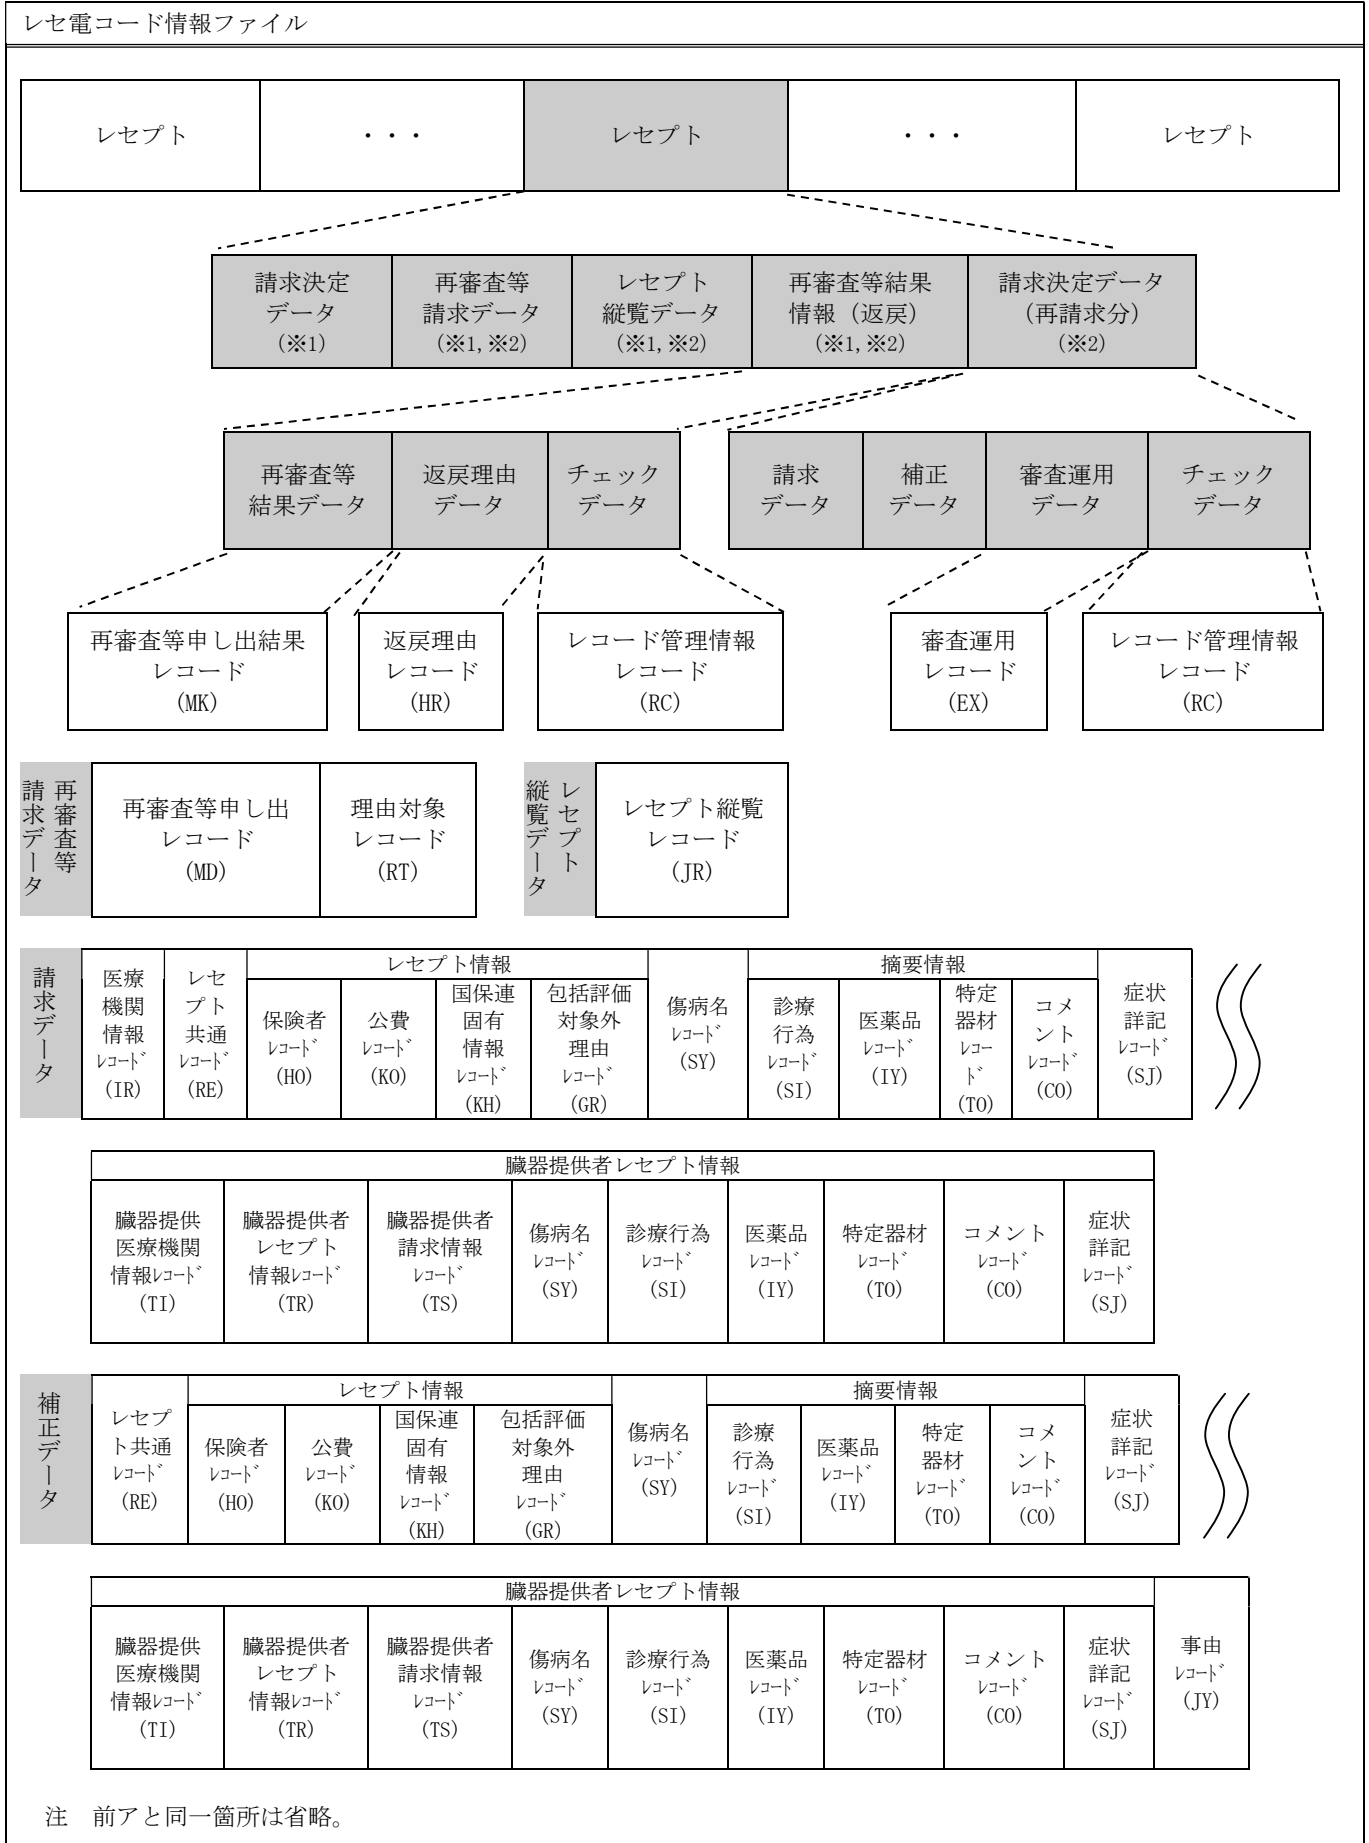 レセ電コード情報ファイル
レセプト
・・・
レセプト
・・・
レセプト
請求決定
データ
(※1)
再審査等
請求データ
(※1,※2)
レセプト
縦覧データ
(※1,※2)
再審査等結果
情報（返戻）
(※1,※2)
請求決定データ
（再請求分）
(※2)
再審査等
結果データ
返戻理由
データ
チェック
データ
請求
データ
補正
データ
審査運用
データ
チェック
データ
再審査等申し出結果
レコード
(MK)
返戻理由
レコード
(HR)
レコード管理情報
レコード
(RC)
審査運用
レコード
(EX)
レコード管理情報
レコード
(RC)
再審査等
請求データ
再審査等申し出
レコード
(MD)
理由対象
レコード
(RT)
レセプト
縦覧データ
レセプト縦覧
レコード
(JR)
請求データ
医療
機関
情報
ﾚｺｰﾄﾞ
(IR)
レセ
プト
共通
ﾚｺｰﾄﾞ
(RE)
レセプト情報
保険者
ﾚｺｰﾄﾞ
(HO)
公費
ﾚｺｰﾄﾞ
(KO)
国保連
固有
情報
ﾚｺｰﾄﾞ
(KH)
包括評価
対象外
理由
ﾚｺｰﾄﾞ
(GR)
傷病名
ﾚｺｰﾄﾞ
(SY)
摘要情報
診療
行為
ﾚｺｰﾄﾞ
(SI)
医薬品
ﾚｺｰﾄﾞ
(IY)
特定
器材
ﾚｺｰ
ﾄﾞ
(TO)
コメ
ント
ﾚｺｰﾄﾞ
(CO)
症状
詳記
ﾚｺｰﾄﾞ
(SJ)
臓器提供者レセプト情報
臓器提供
医療機関
情報ﾚｺｰﾄﾞ
(TI)
臓器提供者
レセプト
情報ﾚｺｰﾄﾞ
(TR)
臓器提供者
請求情報
ﾚｺｰﾄﾞ
(TS)
傷病名
ﾚｺｰﾄﾞ
(SY)
診療行為
ﾚｺｰﾄﾞ
(SI)
医薬品
ﾚｺｰﾄﾞ
(IY)
特定器材
ﾚｺｰﾄﾞ
(TO)
コメント
ﾚｺｰﾄﾞ
(CO)
症状
詳記
ﾚｺｰﾄﾞ
(SJ)
補正データ
レセプ
ト共通
ﾚｺｰﾄﾞ
(RE)
レセプト情報
保険者
ﾚｺｰﾄﾞ
(HO)
公費
ﾚｺｰﾄﾞ
(KO)
国保連
固有
情報
ﾚｺｰﾄﾞ
(KH)
包括評価
対象外
理由
ﾚｺｰﾄﾞ
(GR)
傷病名
ﾚｺｰﾄﾞ
(SY)
摘要情報
診療
行為
ﾚｺｰﾄﾞ
(SI)
医薬品
ﾚｺｰﾄﾞ
(IY)
特定
器材
ﾚｺｰﾄﾞ
(TO)
コメ
ント
ﾚｺｰﾄﾞ
(CO)
症状
詳記
ﾚｺｰﾄﾞ
(SJ)
臓器提供者レセプト情報
臓器提供
医療機関
情報ﾚｺｰﾄﾞ
(TI)
臓器提供者
レセプト
情報ﾚｺｰﾄﾞ
(TR)
臓器提供者
請求情報
ﾚｺｰﾄﾞ
(TS)
傷病名
ﾚｺｰﾄﾞ
(SY)
診療行為
ﾚｺｰﾄﾞ
(SI)
医薬品
ﾚｺｰﾄﾞ
(IY)
特定器材
ﾚｺｰﾄﾞ
(TO)
コメント
ﾚｺｰﾄﾞ
(CO)
症状
詳記
ﾚｺｰﾄﾞ
(SJ)
事由
ﾚｺｰﾄﾞ
(JY)
注　前アと同一箇所は省略。